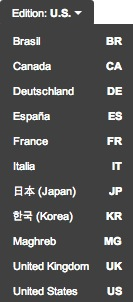 Edition: U.S.
Brasil BR
Canada CA
Deutschland DE
España ES
France FR
Italia IT
日本 (Japan) JP
한국 (Korea) KR
Maghreb MG
United Kingdom UK
United States US